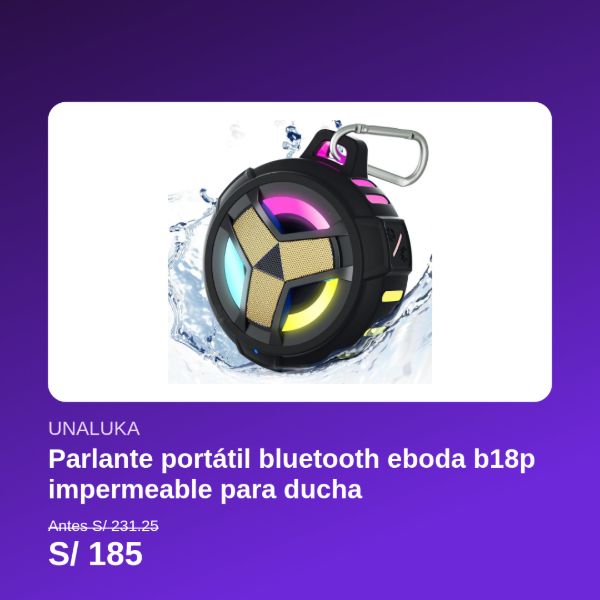 UNALUKA
Parlante portátil bluetooth eboda b18p
impermeable para ducha
Antes S/ 231.25
S/ 185